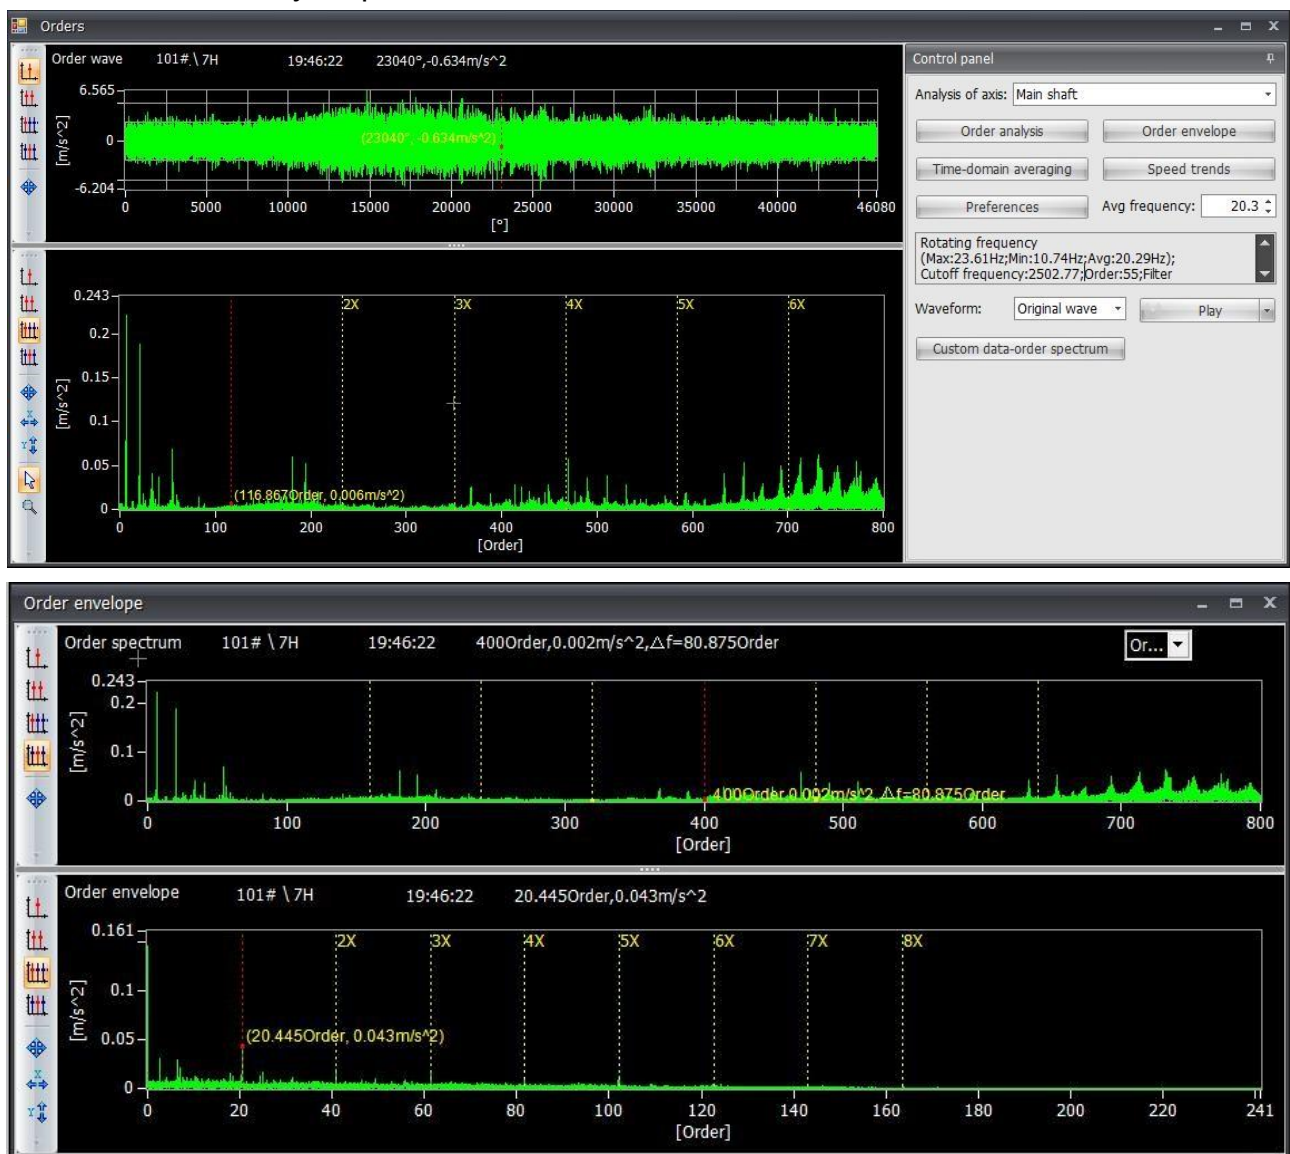 Orders
Order wave 101# \ 7H 19:46:22 23040°,-0.634m/s^2
6.565
0
-6.204
[m/s^2]
(23040°, -0.634m/s^2)
0 5000 10000 15000 20000 25000 30000 35000 40000 46080
[°]
0.243
0.2
0.15
0.1
0.05
0
[m/s^2]
2X 3X 4X 5X 6X
(116.867Order, 0.006m/s^2)
0 100 200 300 400 500 600 700 800
[Order]
Control panel
Analysis of axis: Main shaft
Order analysis Order envelope
Time-domain averaging Speed trends
Preferences Avg frequency: 20.3
Rotating frequency
(Max:23.61Hz;Min:10.74Hz;Avg:20.29Hz);
Cutoff frequency:2502.77;Order:55;Filter
Waveform: Original wave Play
Custom data-order spectrum
Order envelope
Order spectrum 101# \ 7H 19:46:22 400Order,0.002m/s^2,△f=80.875Order
Or...
0.243
0.2
0.1
0
[m/s^2]
400Order,0.002m/s^2,△f=80.875Order
0 100 200 300 400 500 600 700 800
[Order]
Order envelope 101# \ 7H 19:46:22 20.445Order,0.043m/s^2
0.161
0.1
0.05
0
[m/s^2]
2X 3X 4X 5X 6X 7X 8X
(20.445Order, 0.043m/s^2)
0 20 40 60 80 100 120 140 160 180 200 220 241
[Order]